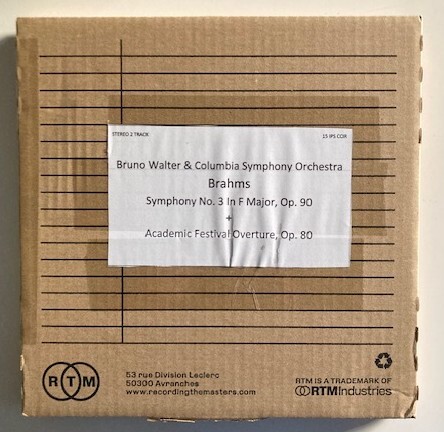 STEREO 2 TRACK 15 IPS CCIR
Bruno Walter & Columbia Symphony Orchestra
Brahms
Symphony No. 3 In F Major, Op. 90
+
Academic Festival Overture, Op. 80
RTM
53 rue Division Leclerc
50300 Avranches
www.recordingthemasters.com
RTM IS A TRADEMARK OF
RTMIndustries